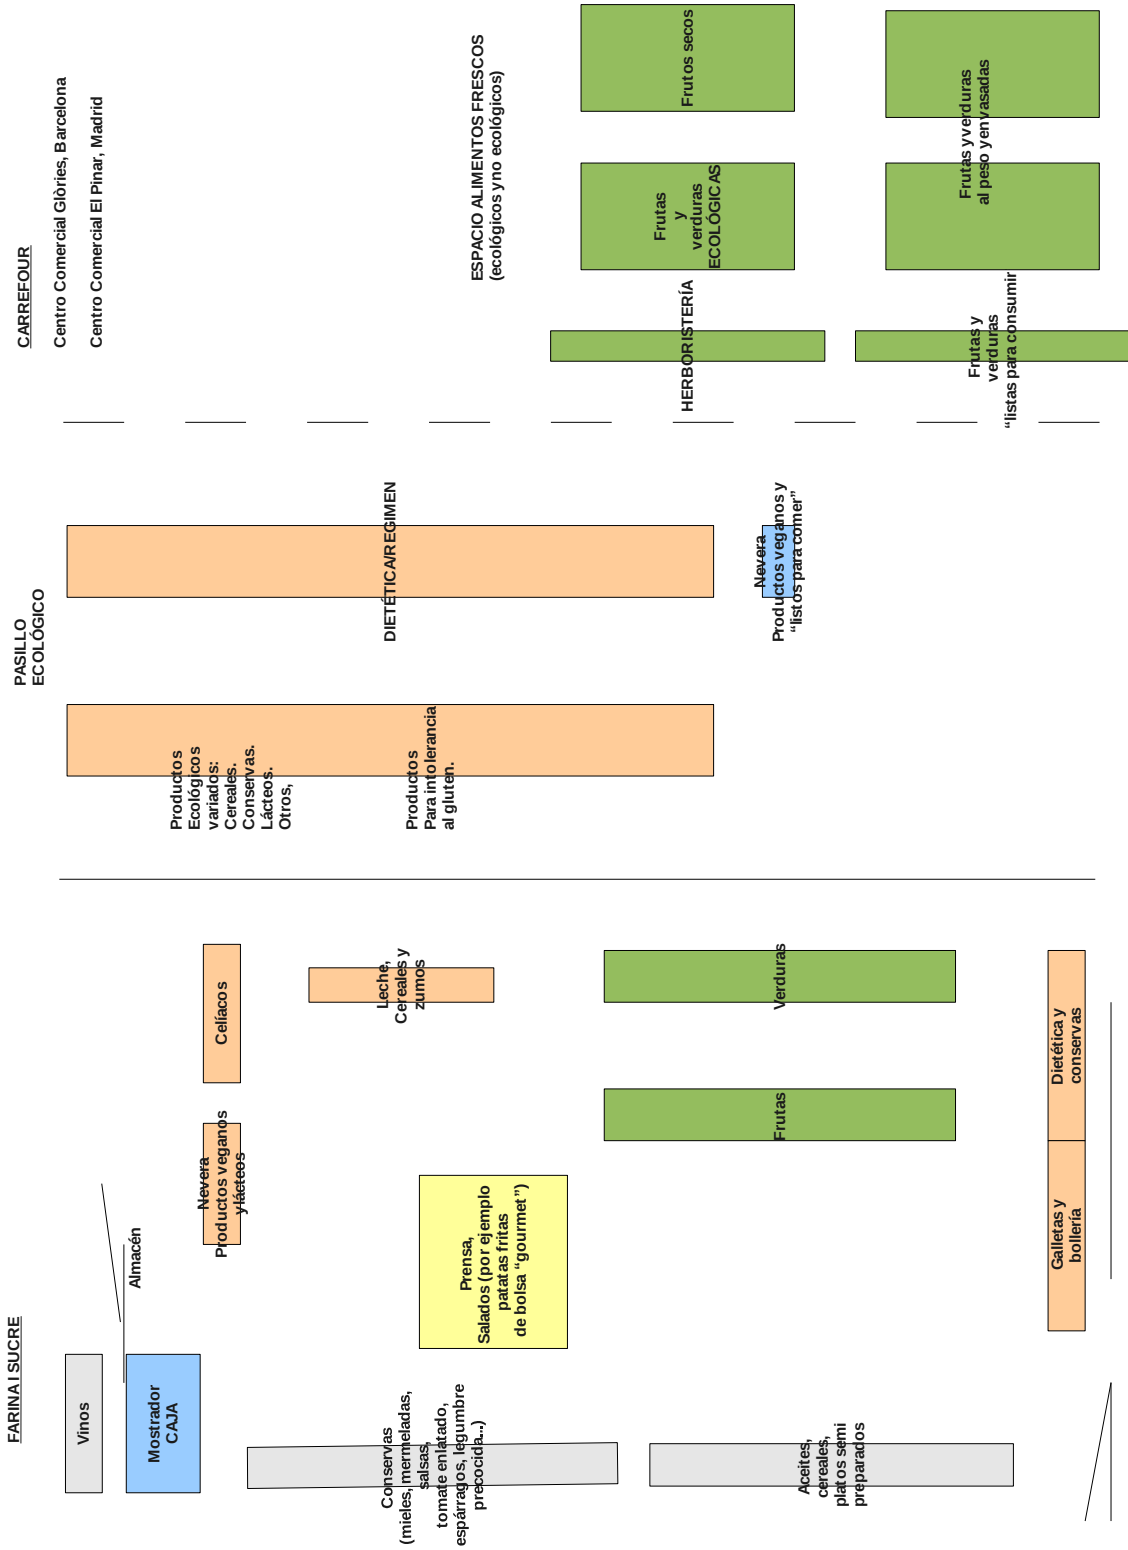 FARINA I SUCRE
Vinos
Mostrador
CAJA
Almacén
Nevera
Productos veganos
y lácteos
Celíacos
Conservas
(mieles, mermeladas,
salsas,
tomate enlatado,
espárragos, legumbre
precocida...)
Prensa,
Salados (por ejemplo
patatas fritas
de bolsa “gourmet”)
Leche,
Cereales y
zumos
Frutas
Verduras
Aceites,
cereales,
platos semi
preparados
Galletas y
bollería
Dietética y
conservas
PASILLO
ECOLÓGICO
Productos
Ecológicos
variados:
Cereales.
Conservas.
Lácteos.
Otros,
Productos
Para intolerancia
al gluten.
DIETÉTICA/REGIMEN
Nevera
Productos veganos y
“listos para comer”
CARREFOUR
Centro Comercial Glòries, Barcelona
Centro Comercial El Pinar, Madrid
ESPACIO ALIMENTOS FRESCOS
(ecológicos y no ecológicos)
HERBORISTERÍA
Frutas
y
verduras
ECOLÓGICAS
Frutos secos
Frutas y
verduras
“listas para consumir
Frutas y verduras
al peso y envasadas